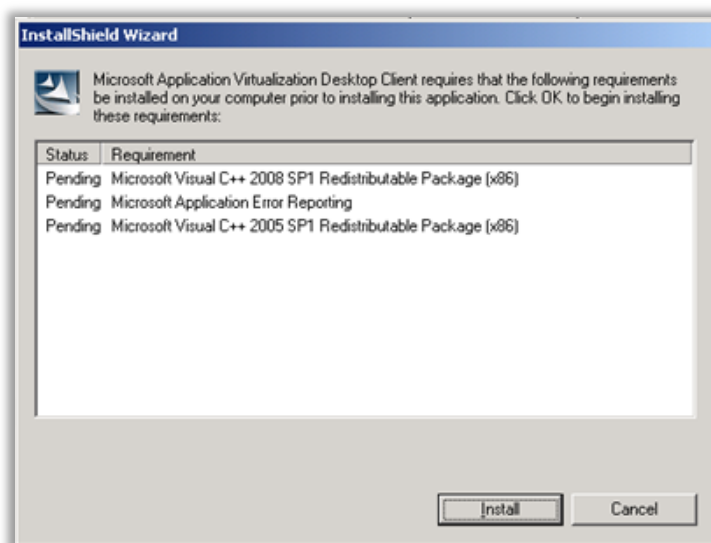 InstallShield Wizard
Microsoft Application Virtualization Desktop Client requires that the following requirements
be installed on your computer prior to installing this application. Click OK to begin installing
these requirements:
Status Requirement
Pending Microsoft Visual C++ 2008 SP1 Redistributable Package (x86)
Pending Microsoft Application Error Reporting
Pending Microsoft Visual C++ 2005 SP1 Redistributable Package (x86)
Install Cancel